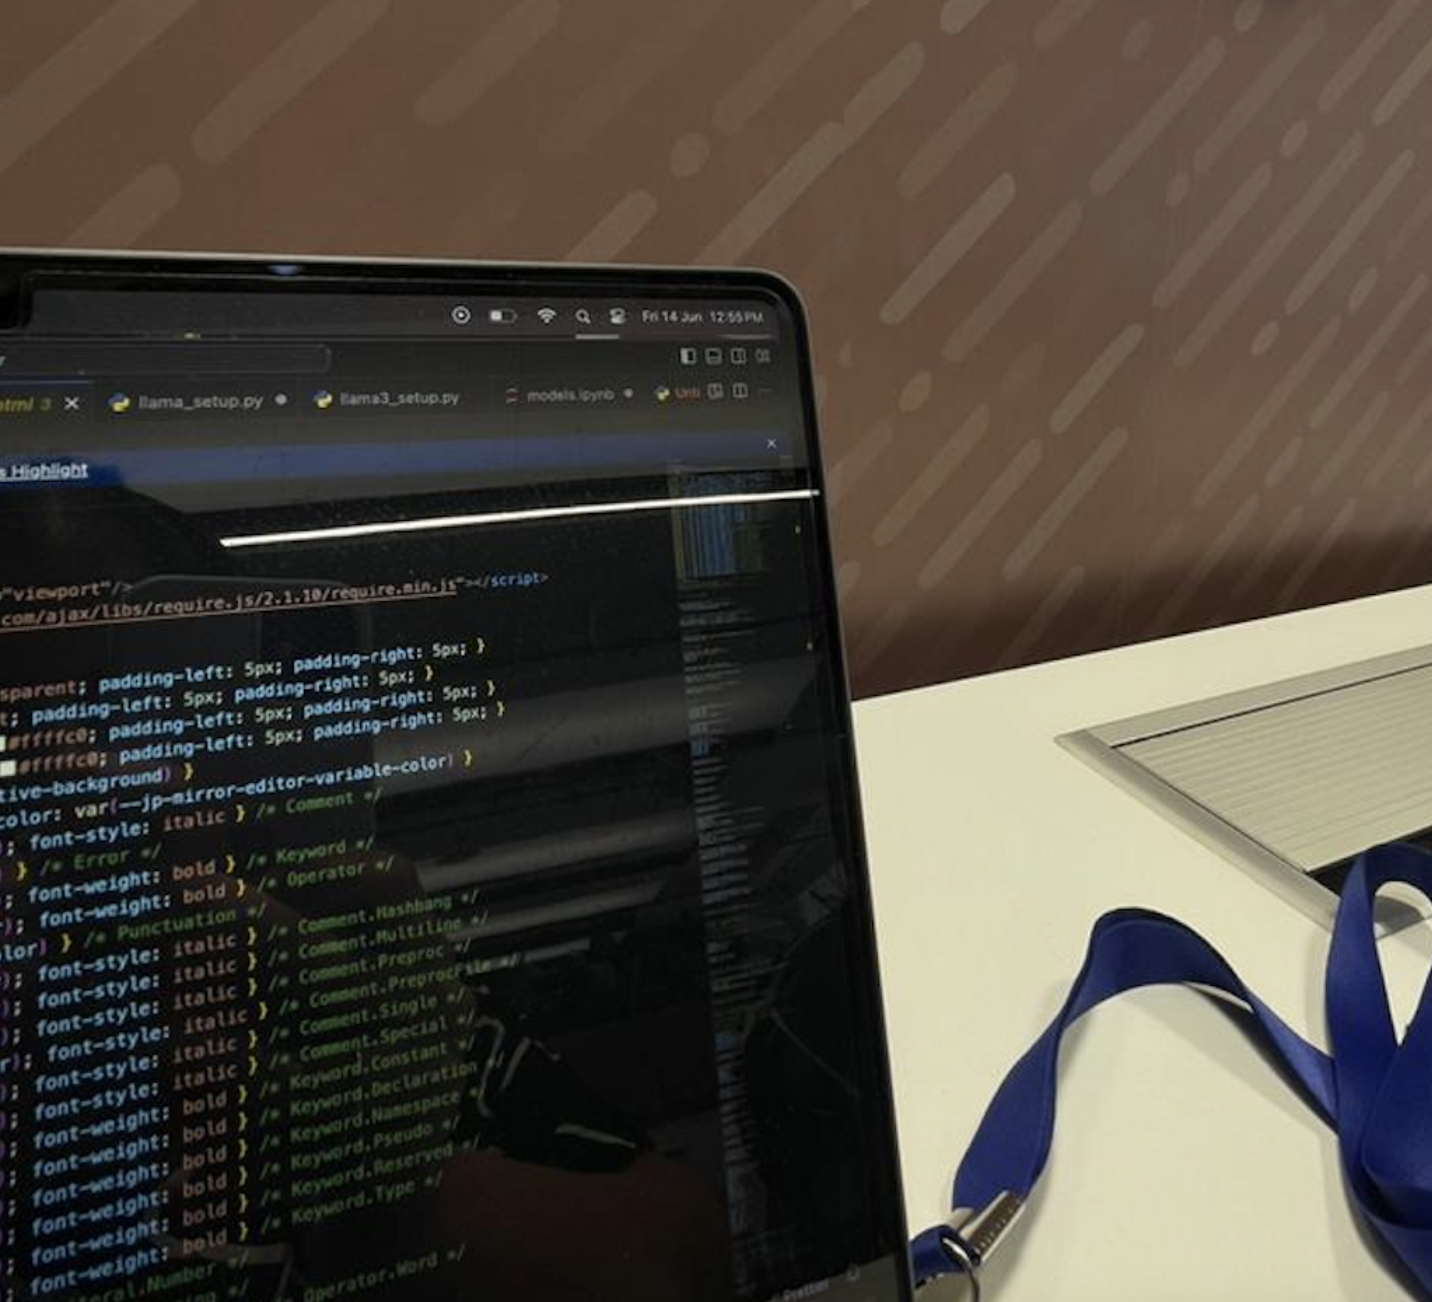 Fri 14 Jun 12:55 PM
html 3 llama_setup.py llama3_setup.py models.ipynb Unti
s Highlight
="viewport"/>
com/ajax/libs/require.js/2.1.10/require.min.js"></script>
sparent; padding-left: 5px; padding-right: 5px; }
t; padding-left: 5px; padding-right: 5px; }
#ffffc0; padding-left: 5px; padding-right: 5px; }
#ffffc0; padding-left: 5px; padding-right: 5px; }
tive-background) }
color: var(--jp-mirror-editor-variable-color) }
); font-style: italic } /* Comment */
) } /* Error */
; font-weight: bold } /* Keyword */
); font-weight: bold } /* Operator */
olor) } /* Punctuation */
); font-style: italic } /* Comment.Hashbang */
); font-style: italic } /* Comment.Multiline */
); font-style: italic } /* Comment.Preproc */
); font-style: italic } /* Comment.PreprocFile */
r); font-style: italic } /* Comment.Single */
); font-style: italic } /* Comment.Special */
); font-weight: bold } /* Keyword.Constant */
; font-weight: bold } /* Keyword.Declaration */
; font-weight: bold } /* Keyword.Namespace */
; font-weight: bold } /* Keyword.Pseudo */
; font-weight: bold } /* Keyword.Reserved */
; font-weight: bold } /* Keyword.Type */
teral.Number */
Operator.Word */
Prettier